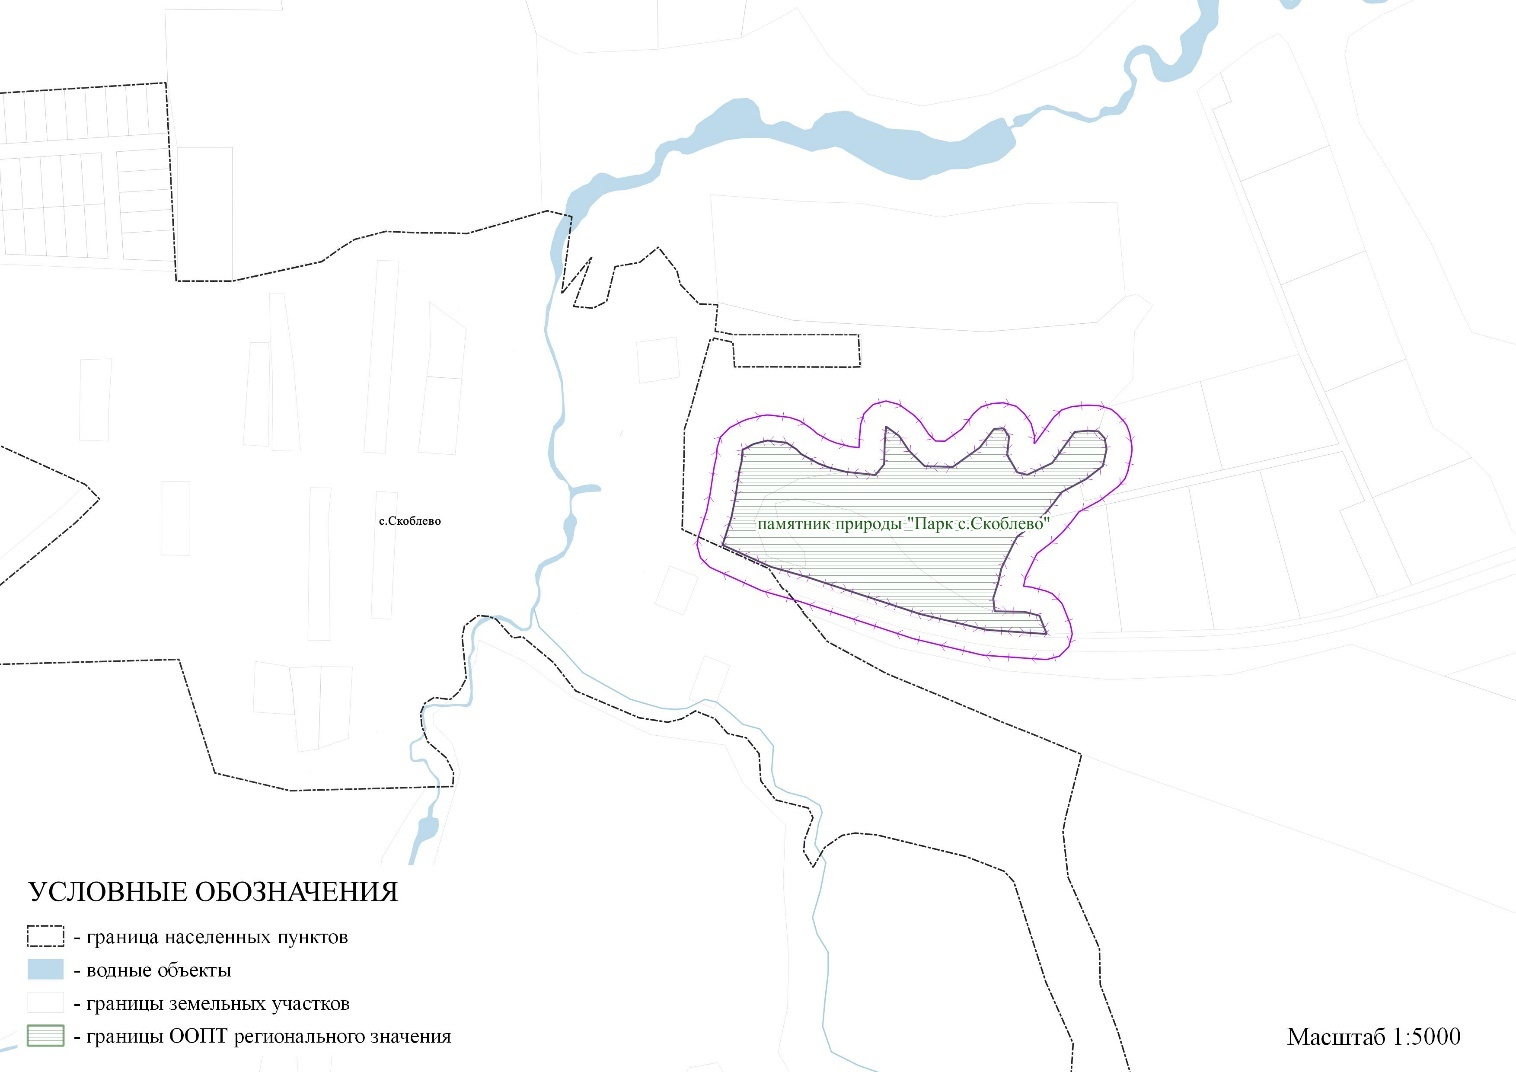 с.Скоблево
памятник природы "Парк с.Скоблево"
УСЛОВНЫЕ ОБОЗНАЧЕНИЯ
- граница населенных пунктов
- водные объекты
- границы земельных участков
- границы ООПТ регионального значения
Масштаб 1:5000